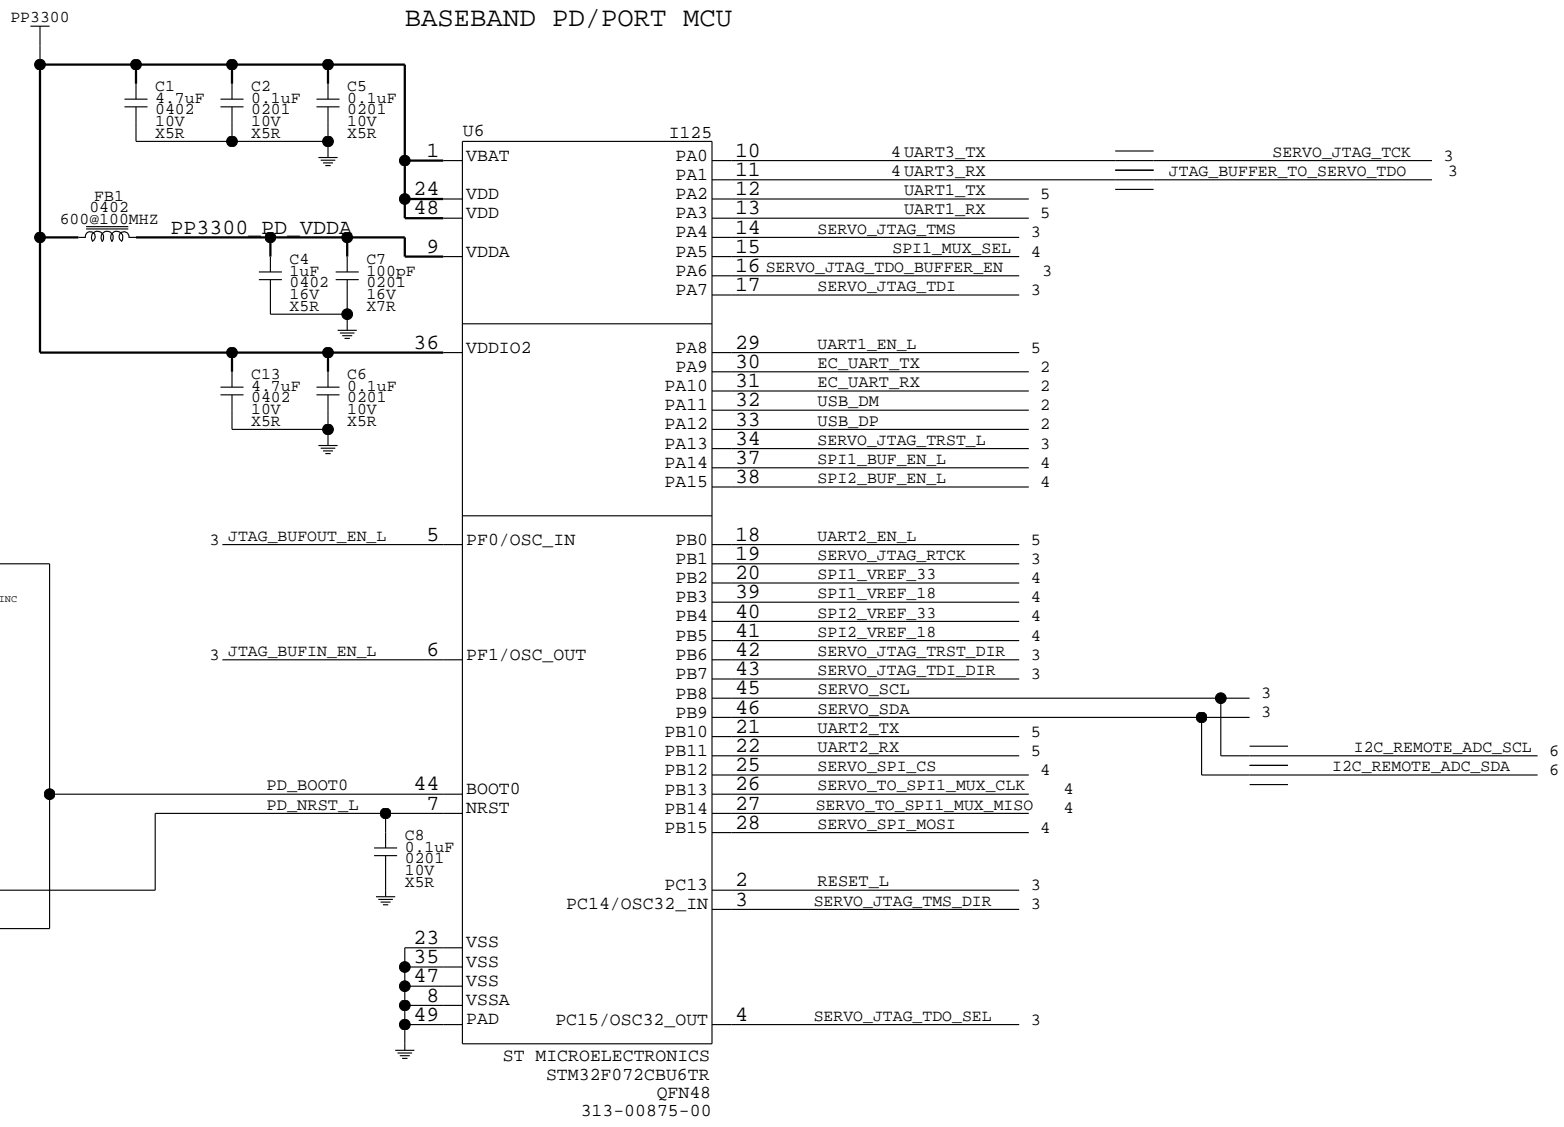 BASEBAND PD/PORT MCU
PP3300
C1
4.7uF
0402
10V
X5R
C2
0.1uF
0201
10V
X5R
C5
0.1uF
0201
10V
X5R
FB1
0402
600@100MHZ
PP3300_PD_VDDA
C4
1uF
0402
16V
X5R
C7
100pF
0201
16V
X7R
C13
4.7uF
0402
10V
X5R
C6
0.1uF
0201
10V
X5R
U6 I125
1 VBAT
24 VDD
48 VDD
9 VDDA
36 VDDIO2
3 JTAG_BUFOUT_EN_L 5 PF0/OSC_IN
INC
3 JTAG_BUFIN_EN_L 6 PF1/OSC_OUT
PD_BOOT0 44 BOOT0
PD_NRST_L 7 NRST
C8
0.1uF
0201
10V
X5R
23 VSS
35 VSS
47 VSS
8 VSSA
49 PAD
PA0 10 4 UART3_TX SERVO_JTAG_TCK 3
PA1 11 4 UART3_RX JTAG_BUFFER_TO_SERVO_TDO 3
PA2 12 UART1_TX 5
PA3 13 UART1_RX 5
PA4 14 SERVO_JTAG_TMS 3
PA5 15 SPI1_MUX_SEL 4
PA6 16 SERVO_JTAG_TDO_BUFFER_EN 3
PA7 17 SERVO_JTAG_TDI 3
PA8 29 UART1_EN_L 5
PA9 30 EC_UART_TX 2
PA10 31 EC_UART_RX 2
PA11 32 USB_DM 2
PA12 33 USB_DP 2
PA13 34 SERVO_JTAG_TRST_L 3
PA14 37 SPI1_BUF_EN_L 4
PA15 38 SPI2_BUF_EN_L 4
PB0 18 UART2_EN_L 5
PB1 19 SERVO_JTAG_RTCK 3
PB2 20 SPI1_VREF_33 4
PB3 39 SPI1_VREF_18 4
PB4 40 SPI2_VREF_33 4
PB5 41 SPI2_VREF_18 4
PB6 42 SERVO_JTAG_TRST_DIR 3
PB7 43 SERVO_JTAG_TDI_DIR 3
PB8 45 SERVO_SCL 3
PB9 46 SERVO_SDA 3
PB10 21 UART2_TX 5
PB11 22 UART2_RX 5
I2C_REMOTE_ADC_SCL 6
I2C_REMOTE_ADC_SDA 6
PB12 25 SERVO_SPI_CS 4
PB13 26 SERVO_TO_SPI1_MUX_CLK 4
PB14 27 SERVO_TO_SPI1_MUX_MISO 4
PB15 28 SERVO_SPI_MOSI 4
PC13 2 RESET_L 3
PC14/OSC32_IN 3 SERVO_JTAG_TMS_DIR 3
PC15/OSC32_OUT 4 SERVO_JTAG_TDO_SEL 3
ST MICROELECTRONICS
STM32F072CBU6TR
QFN48
313-00875-00